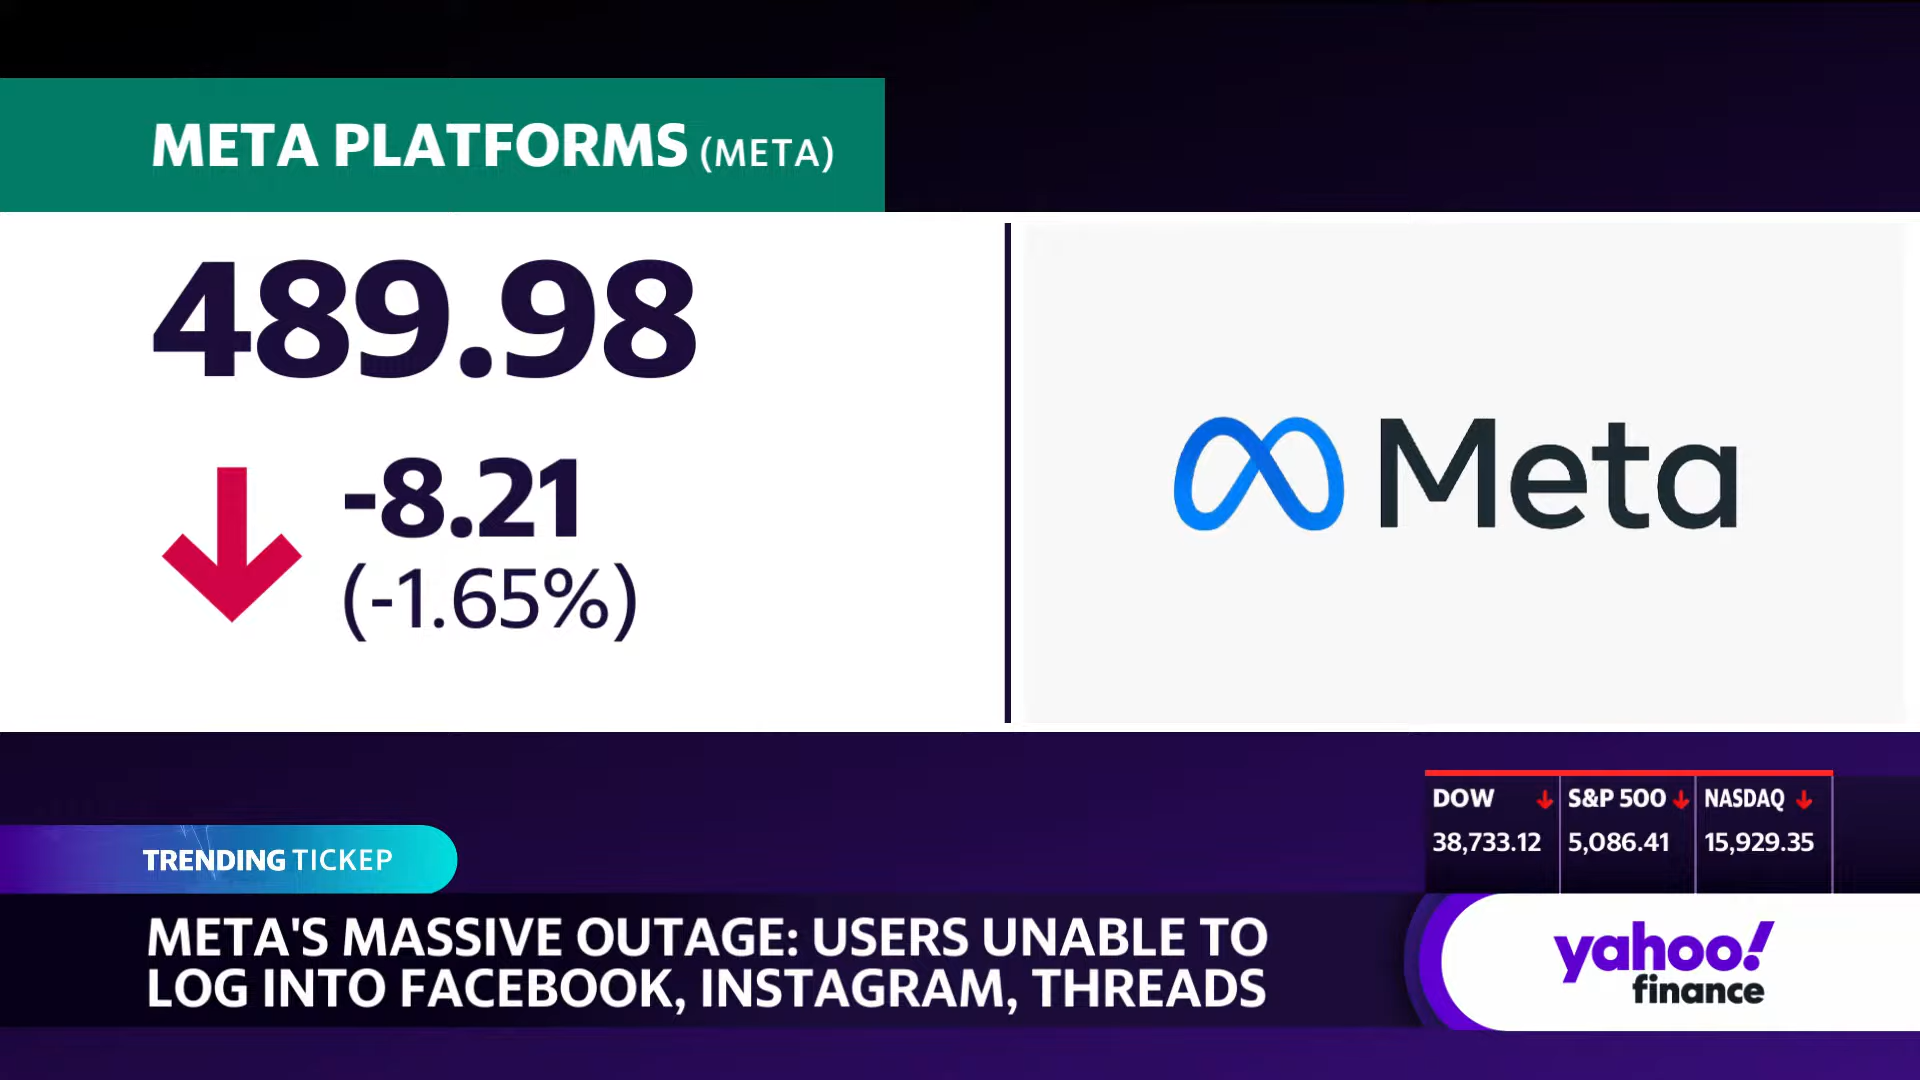 META PLATFORMS (META)
489.98
-8.21
(-1.65%)
Meta
DOW
38,733.12
S&P 500
5,086.41
NASDAQ
15,929.35
TRENDING TICKEP
META'S MASSIVE OUTAGE: USERS UNABLE TO
LOG INTO FACEBOOK, INSTAGRAM, THREADS
yahoo!
finance